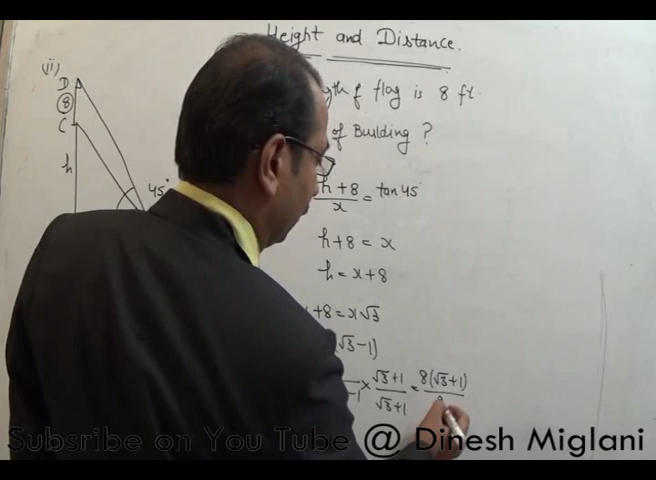 Height and Distance.
(ii)
D
8
C
h
45°
gth of flag is 8 ft.
of Building ?
h + 8 / x = tan 45°
h + 8 = x
h = x + 8
+ 8 = x √3
(√3 - 1)
- 1 × √3 + 1 / √3 + 1 = 8 (√3 + 1)
Subsribe on You Tube @ Dinesh Miglani